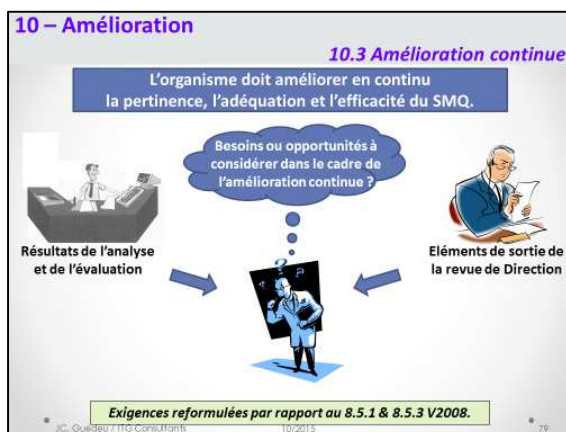 10 – Amélioration
10.3 Amélioration continue
L'organisme doit améliorer en continu
la pertinence, l'adéquation et l'efficacité du SMQ.
Besoins ou opportunités à
considérer dans le cadre de
l'amélioration continue ?
Résultats de l'analyse
et de l'évaluation
Eléments de sortie de
la revue de Direction
? ? ?
Exigences reformulées par rapport au 8.5.1 & 8.5.3 V2008.
JC. Guédeu / ITG Consultants 10/2015 79